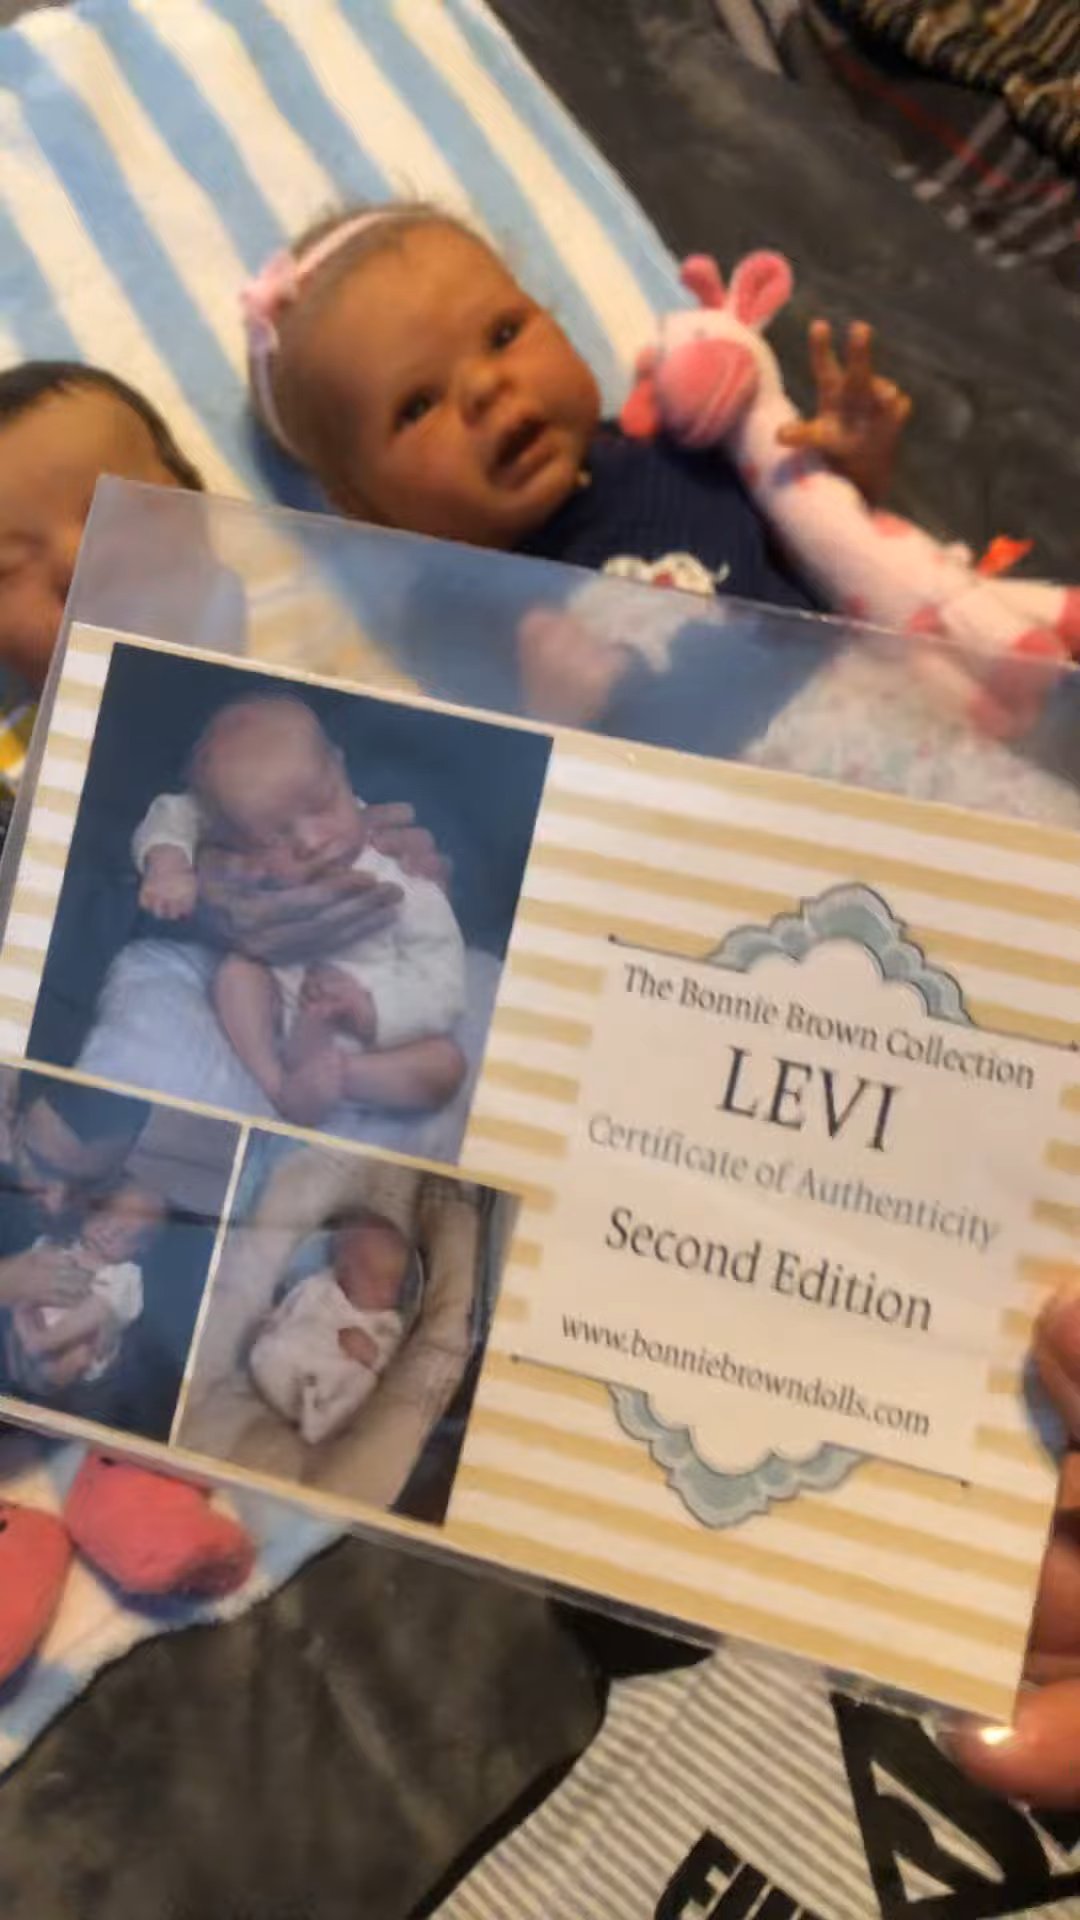 The Bonnie Brown Collection
LEVI
Certificate of Authenticity
Second Edition
www.bonniebrowndolls.com